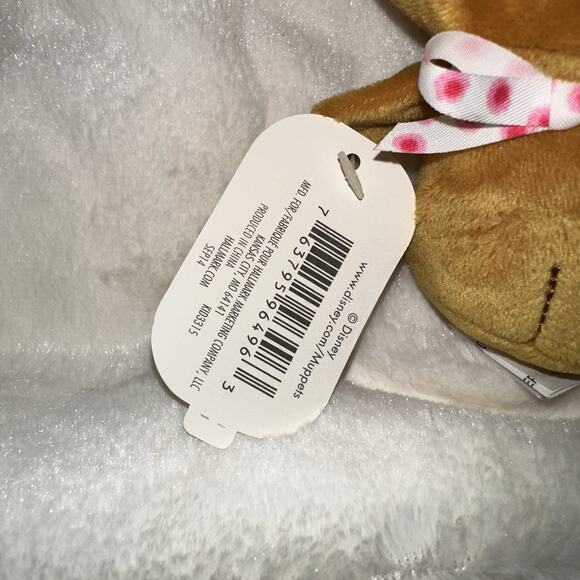 © Disney
www.disney.com/Muppets
7 63795 96496 3
MFD. FOR/FABRIQUÉ POUR HALLMARK MARKETING COMPANY, LLC
KANSAS CITY, MO 64141
HALLMARK.COM
PRODUCED IN CHINA
SEP14 KID3315